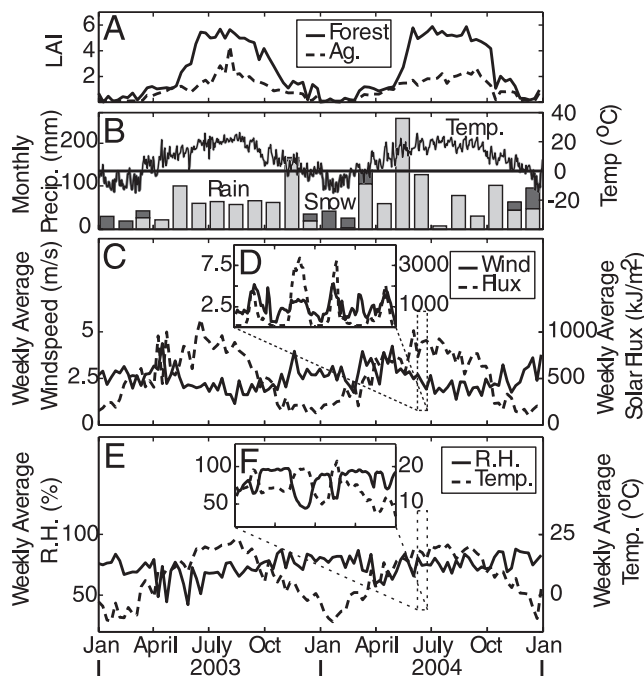 A
LAI
6
4
2
Forest
Ag.
B
Monthly
Precip. (mm)
200
100
0
Temp.
Rain
Snow
40
20
0
-20
Temp (°C)
C
Weekly Average
Windspeed (m/s)
5
2.5
0
D
7.5
2.5
3000
1000
Wind
Flux
1000
500
0
Weekly Average
Solar Flux (kJ/m²)
E
Weekly Average
R.H. (%)
100
50
F
100
50
20
10
R.H.
Temp.
25
0
Weekly Average
Temp. (°C)
Jan April July Oct Jan April July Oct Jan
2003 2004